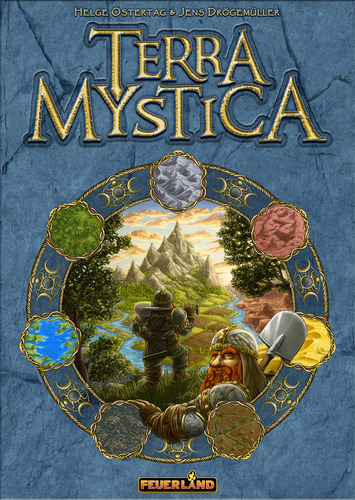 HELGE OSTERTAG & JENS DRÖGEMÜLLER
TERRA
MYSTICA
FEUERLAND